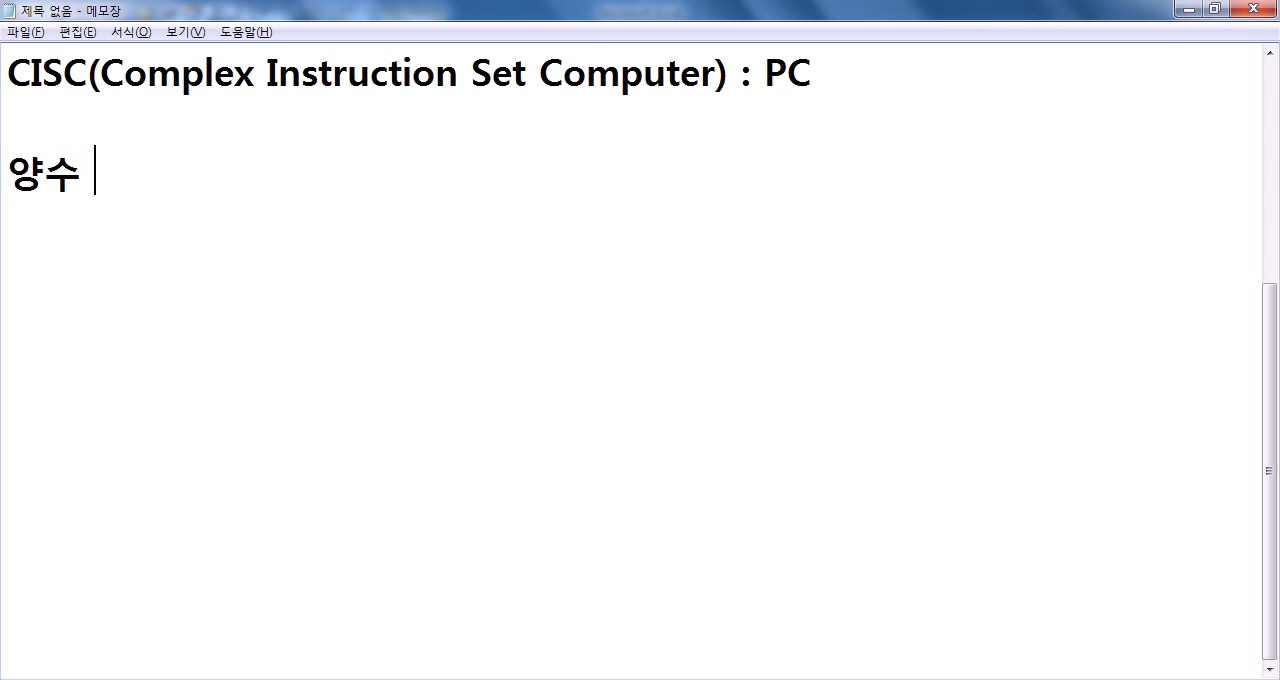 제목 없음 - 메모장
파일(F) 편집(E) 서식(O) 보기(V) 도움말(H)
CISC(Complex Instruction Set Computer) : PC
양수